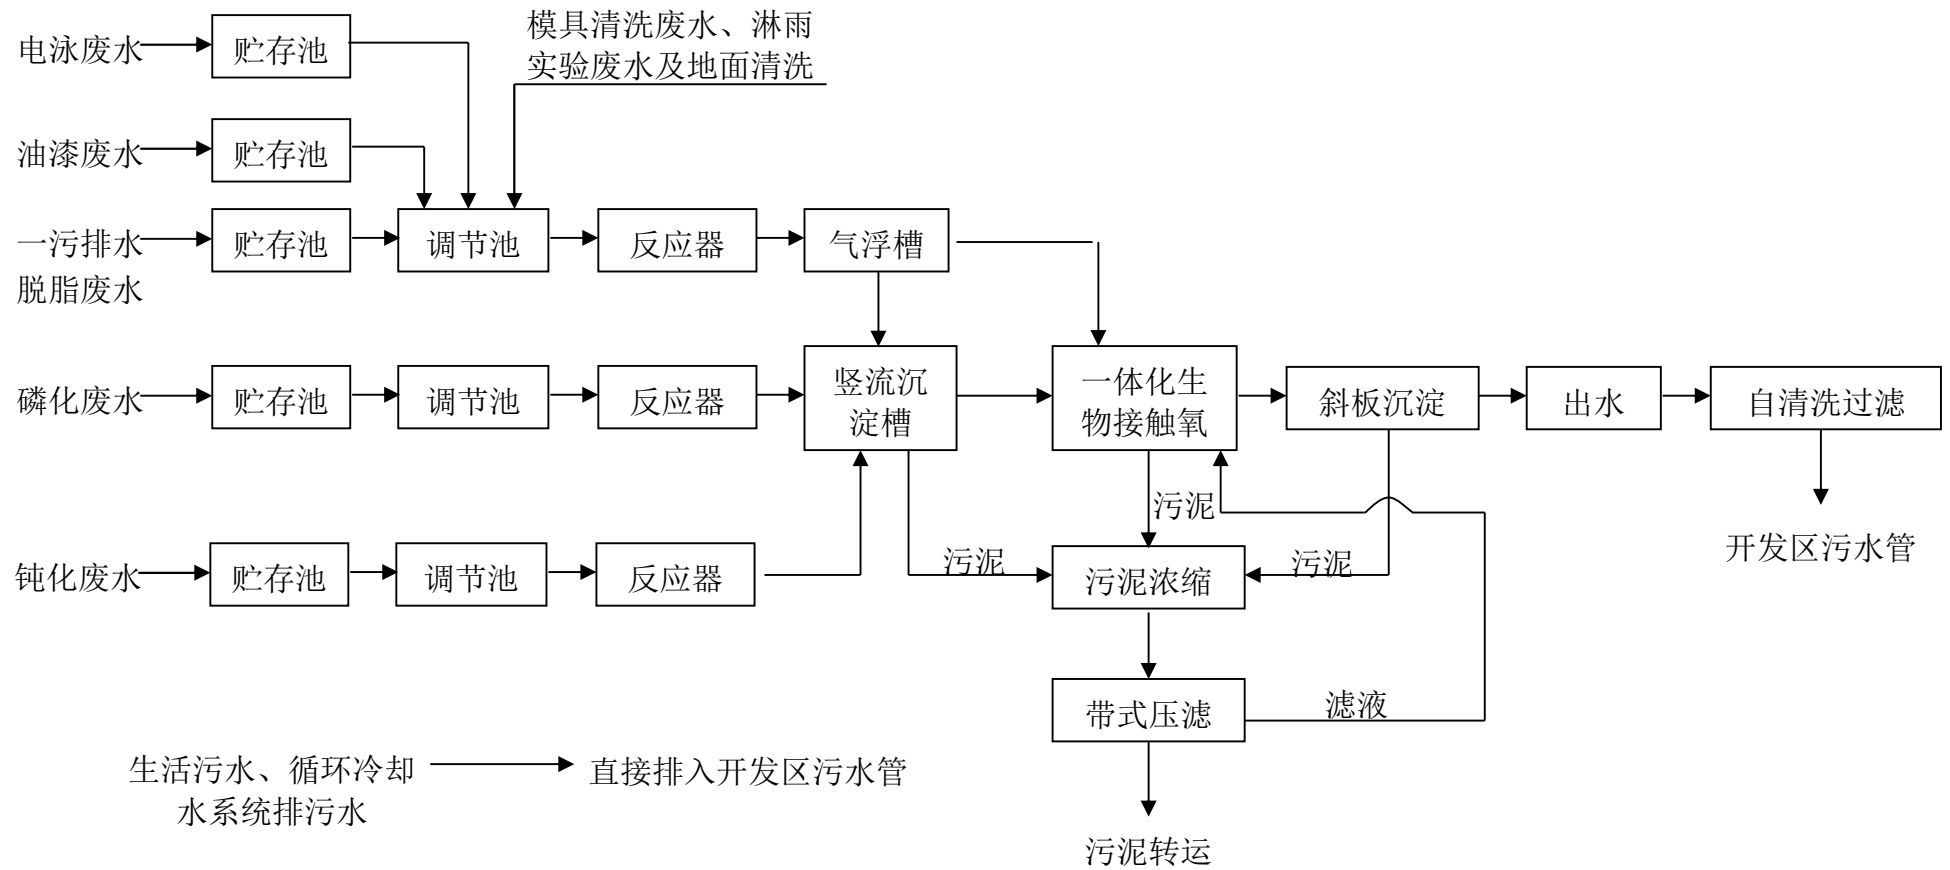 模具清洗废水、淋雨
实验废水及地面清洗
电泳废水
贮存池
油漆废水
贮存池
一污排水
脱脂废水
贮存池
调节池
反应器
气浮槽
磷化废水
贮存池
调节池
反应器
竖流沉
淀槽
一体化生
物接触氧
斜板沉淀
出水
自清洗过滤
开发区污水管
钝化废水
贮存池
调节池
反应器
污泥
污泥
污泥
污泥浓缩
带式压滤
滤液
污泥转运
生活污水、循环冷却
水系统排污水
直接排入开发区污水管